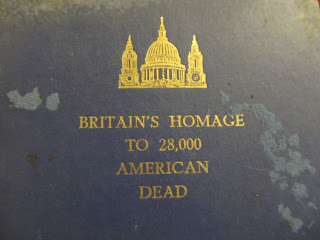 BRITAIN'S HOMAGE
TO 28,000
AMERICAN
DEAD